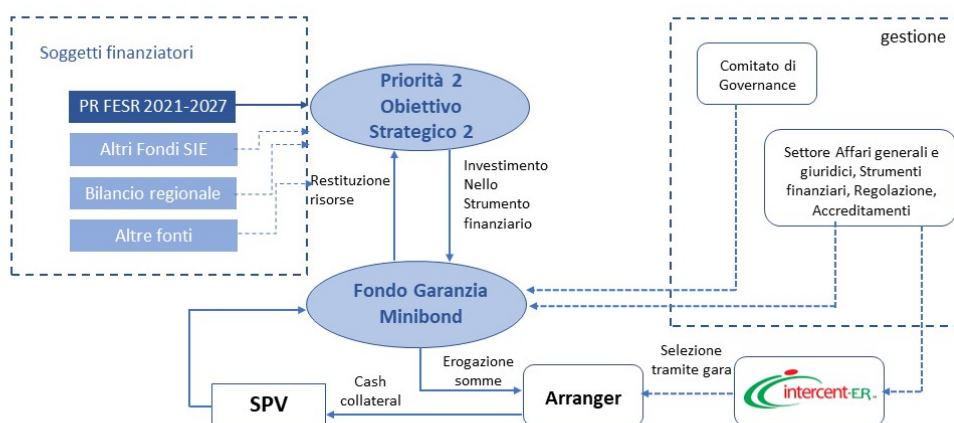 Soggetti finanziatori
PR FESR 2021-2027
Altri Fondi SIE
Bilancio regionale
Altre fonti
Priorità 2
Obiettivo
Strategico 2
Restituzione
risorse
Investimento
Nello
Strumento
finanziario
gestione
Comitato di
Governance
Settore Affari generali e
giuridici, Strumenti
finanziari, Regolazione,
Accreditamenti
Fondo Garanzia
Minibond
Erogazione
somme
Selezione
tramite gara
Cash
collateral
SPV
Arranger
intercent-ER